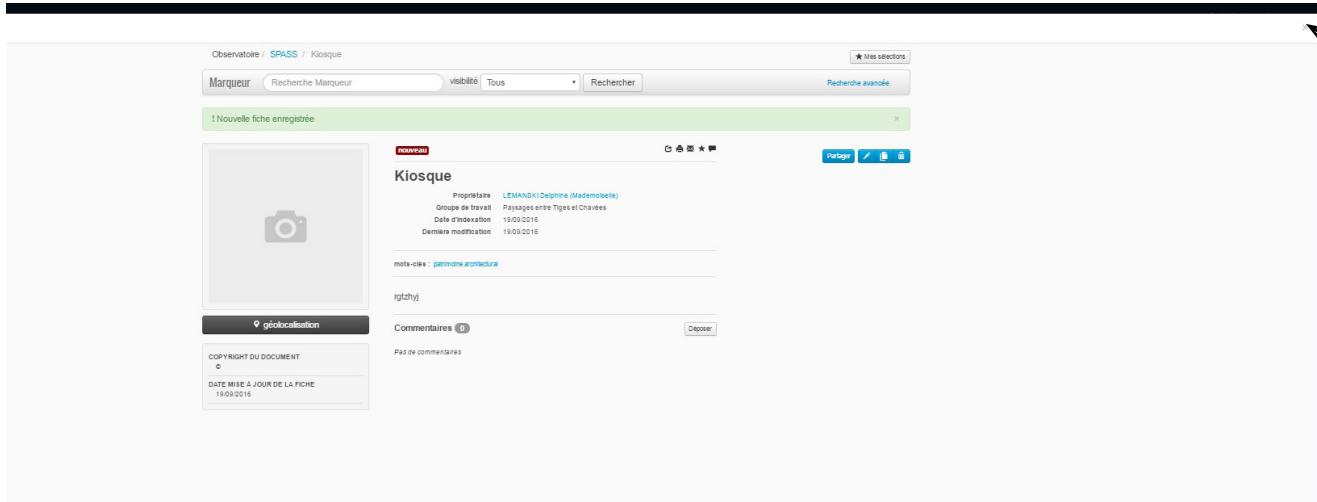 Observatoire / SPASS / Kiosque
★ Mes sélections
Marqueur Recherche Marqueur visibilité Tous Rechercher Recherche avancée
! Nouvelle fiche enregistrée ×
nouveau
Partager
Kiosque
Propriétaire LEMANSKI Delphine (Mademoiselle)
Groupe de travail Paysages entre Tiges et Chavées
Date d'indexation 19/09/2016
Dernière modification 19/09/2016
mots-clés : patrimoine architectural
rgtzhyj
géolocalisation
Commentaires 0 Déposer
Pas de commentaires
COPYRIGHT DU DOCUMENT
©
DATE MISE À JOUR DE LA FICHE
19/09/2016